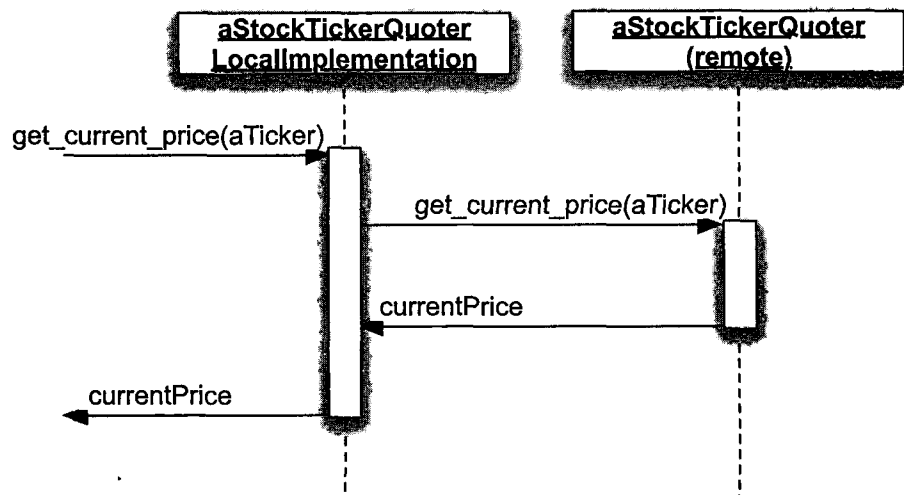 aStockTickerQuoter
LocalImplementation
aStockTickerQuoter
(remote)
get_current_price(aTicker)
get_current_price(aTicker)
currentPrice
currentPrice